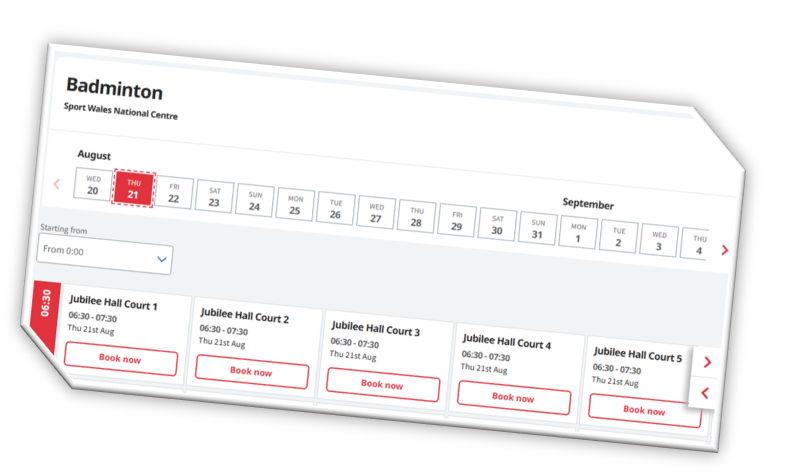 Badminton
Sport Wales National Centre
August
September
WED THU FRI SAT SUN MON TUE WED THU FRI SAT SUN MON TUE WED THU
20 21 22 23 24 25 26 27 28 29 30 31 1 2 3 4
Starting from
From 0:00
06:30
Jubilee Hall Court 1
06:30 - 07:30
Thu 21st Aug
Book now
Jubilee Hall Court 2
06:30 - 07:30
Thu 21st Aug
Book now
Jubilee Hall Court 3
06:30 - 07:30
Thu 21st Aug
Book now
Jubilee Hall Court 4
06:30 - 07:30
Thu 21st Aug
Book now
Jubilee Hall Court 5
06:30 - 07:30
Thu 21st Aug
Book now